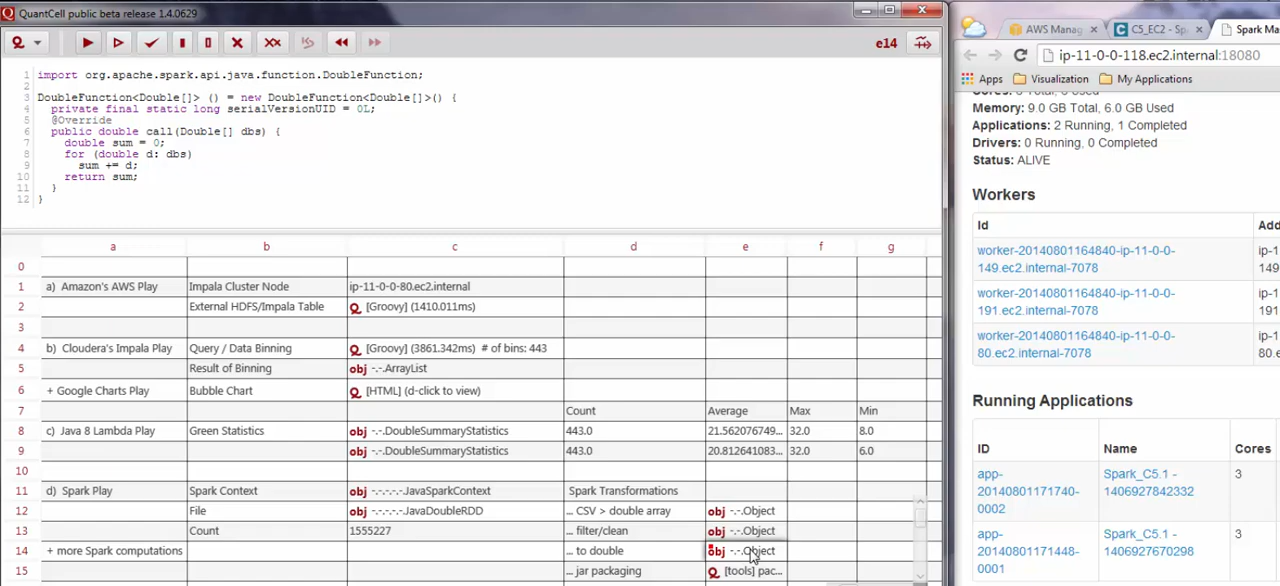 QuantCell public beta release 1.4.0629
e14
1 import org.apache.spark.api.java.function.DoubleFunction;
2
3 DoubleFunction<Double[]> () = new DoubleFunction<Double[]>() {
4 private final static long serialVersionUID = 0L;
5 @Override
6 public double call(Double[] dbs) {
7 double sum = 0;
8 for (double d: dbs)
9 sum += d;
10 return sum;
11 }
12 }
a b c d e f g
0
1 a) Amazon's AWS Play Impala Cluster Node ip-11-0-0-80.ec2.internal
2 External HDFS/Impala Table [Groovy] (1410.011ms)
3
4 b) Cloudera's Impala Play Query / Data Binning [Groovy] (3861.342ms) # of bins: 443
5 Result of Binning obj -.-.ArrayList
6 + Google Charts Play Bubble Chart [HTML] (d-click to view)
7 Count Average Max Min
8 c) Java 8 Lambda Play Green Statistics obj -.-.DoubleSummaryStatistics 443.0 21.562076749... 32.0 8.0
9 obj -.-.DoubleSummaryStatistics 443.0 20.812641083... 32.0 6.0
10
11 d) Spark Play Spark Context obj -.-.-.-.-.JavaSparkContext Spark Transformations
12 File obj -.-.-.-.-.JavaDoubleRDD ... CSV > double array obj -.-.Object
13 Count 1555227 ... filter/clean obj -.-.Object
14 + more Spark computations ... to double obj -.-.Object
15 ... jar packaging [tools] pac...
AWS Manag C5_EC2 - Sp Spark Ma
ip-11-0-0-118.ec2.internal:18080
Apps Visualization My Applications
Memory: 9.0 GB Total, 6.0 GB Used
Applications: 2 Running, 1 Completed
Drivers: 0 Running, 0 Completed
Status: ALIVE
Workers
Id Add
worker-20140801164840-ip-11-0-0- ip-1
149.ec2.internal-7078 149
worker-20140801164840-ip-11-0-0- ip-1
191.ec2.internal-7078 191
worker-20140801164840-ip-11-0-0- ip-1
80.ec2.internal-7078 80.e
Running Applications
ID Name Cores
app-
20140801171740-
0002
Spark_C5.1 -
1406927842332
3
app-
20140801171448-
0001
Spark_C5.1 -
1406927670298
3